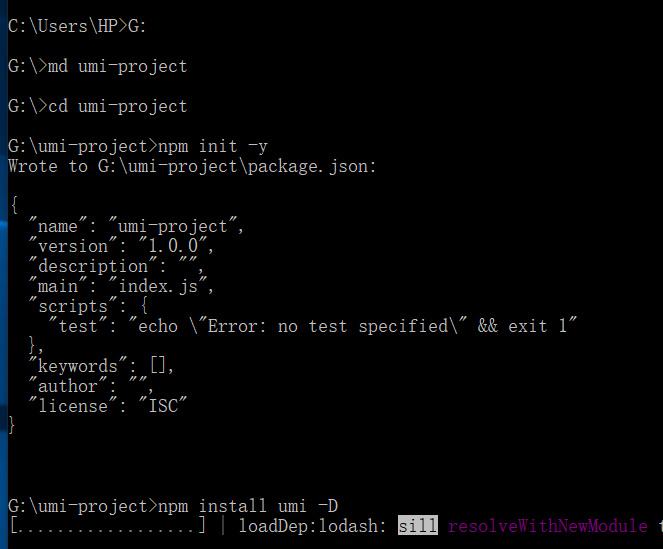 C:\Users\HP>G:
G:\>md umi-project
G:\>cd umi-project
G:\umi-project>npm init -y
Wrote to G:\umi-project\package.json:
{
  "name": "umi-project",
  "version": "1.0.0",
  "description": "",
  "main": "index.js",
  "scripts": {
    "test": "echo \"Error: no test specified\" && exit 1"
  },
  "keywords": [],
  "author": "",
  "license": "ISC"
}
G:\umi-project>npm install umi -D
[..................] | loadDep:lodash: sill resolveWithNewModule t